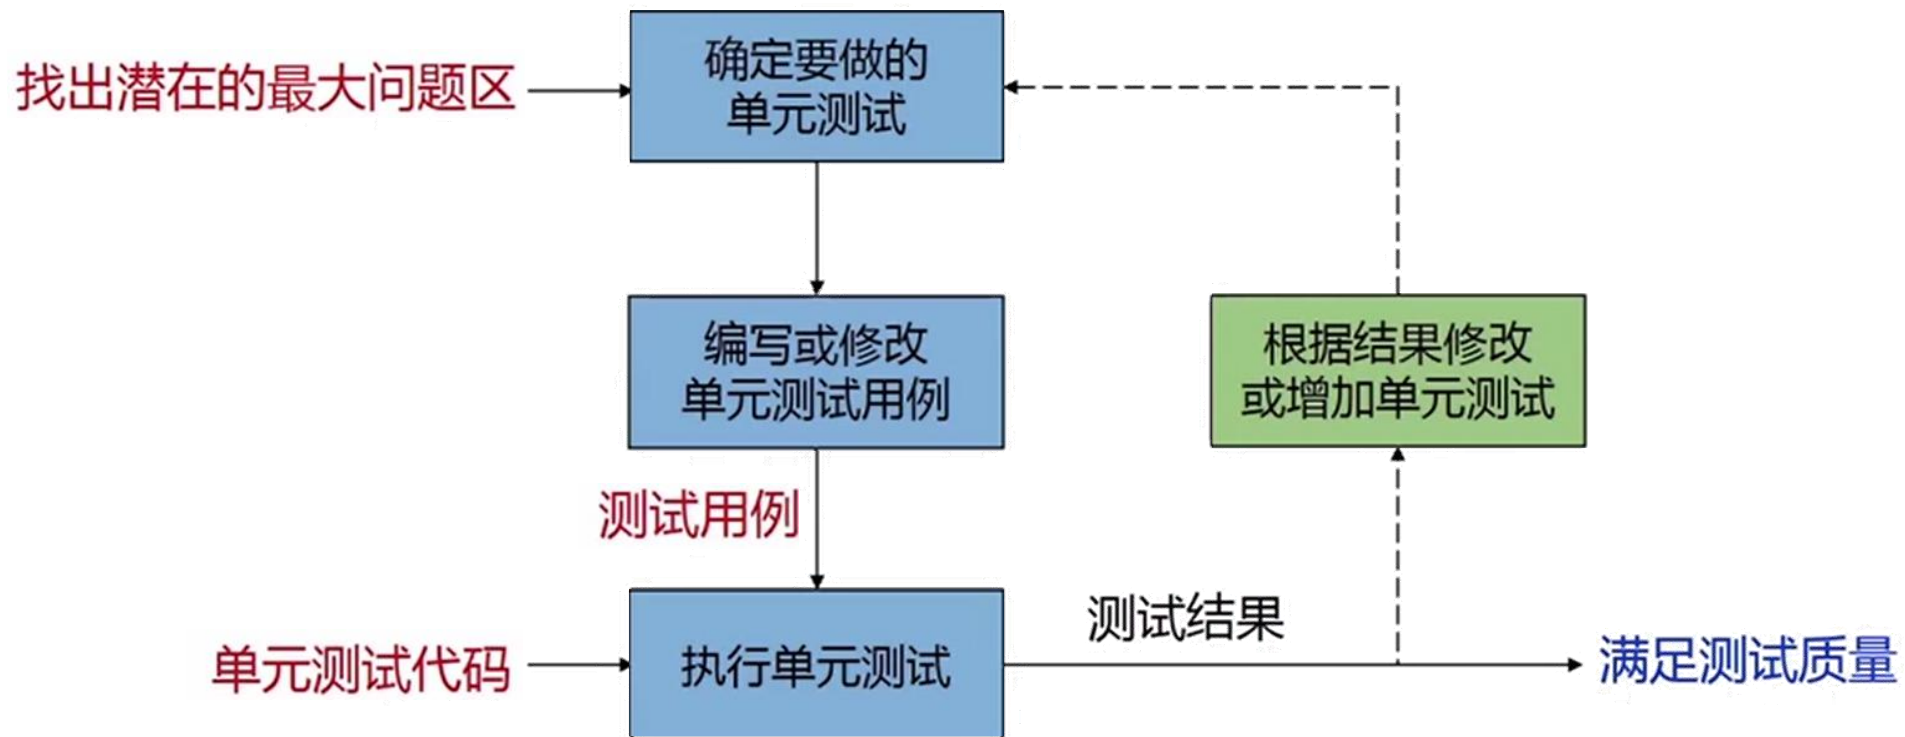 找出潜在的最大问题区
确定要做的
单元测试
编写或修改
单元测试用例
根据结果修改
或增加单元测试
测试用例
单元测试代码
执行单元测试
测试结果
满足测试质量